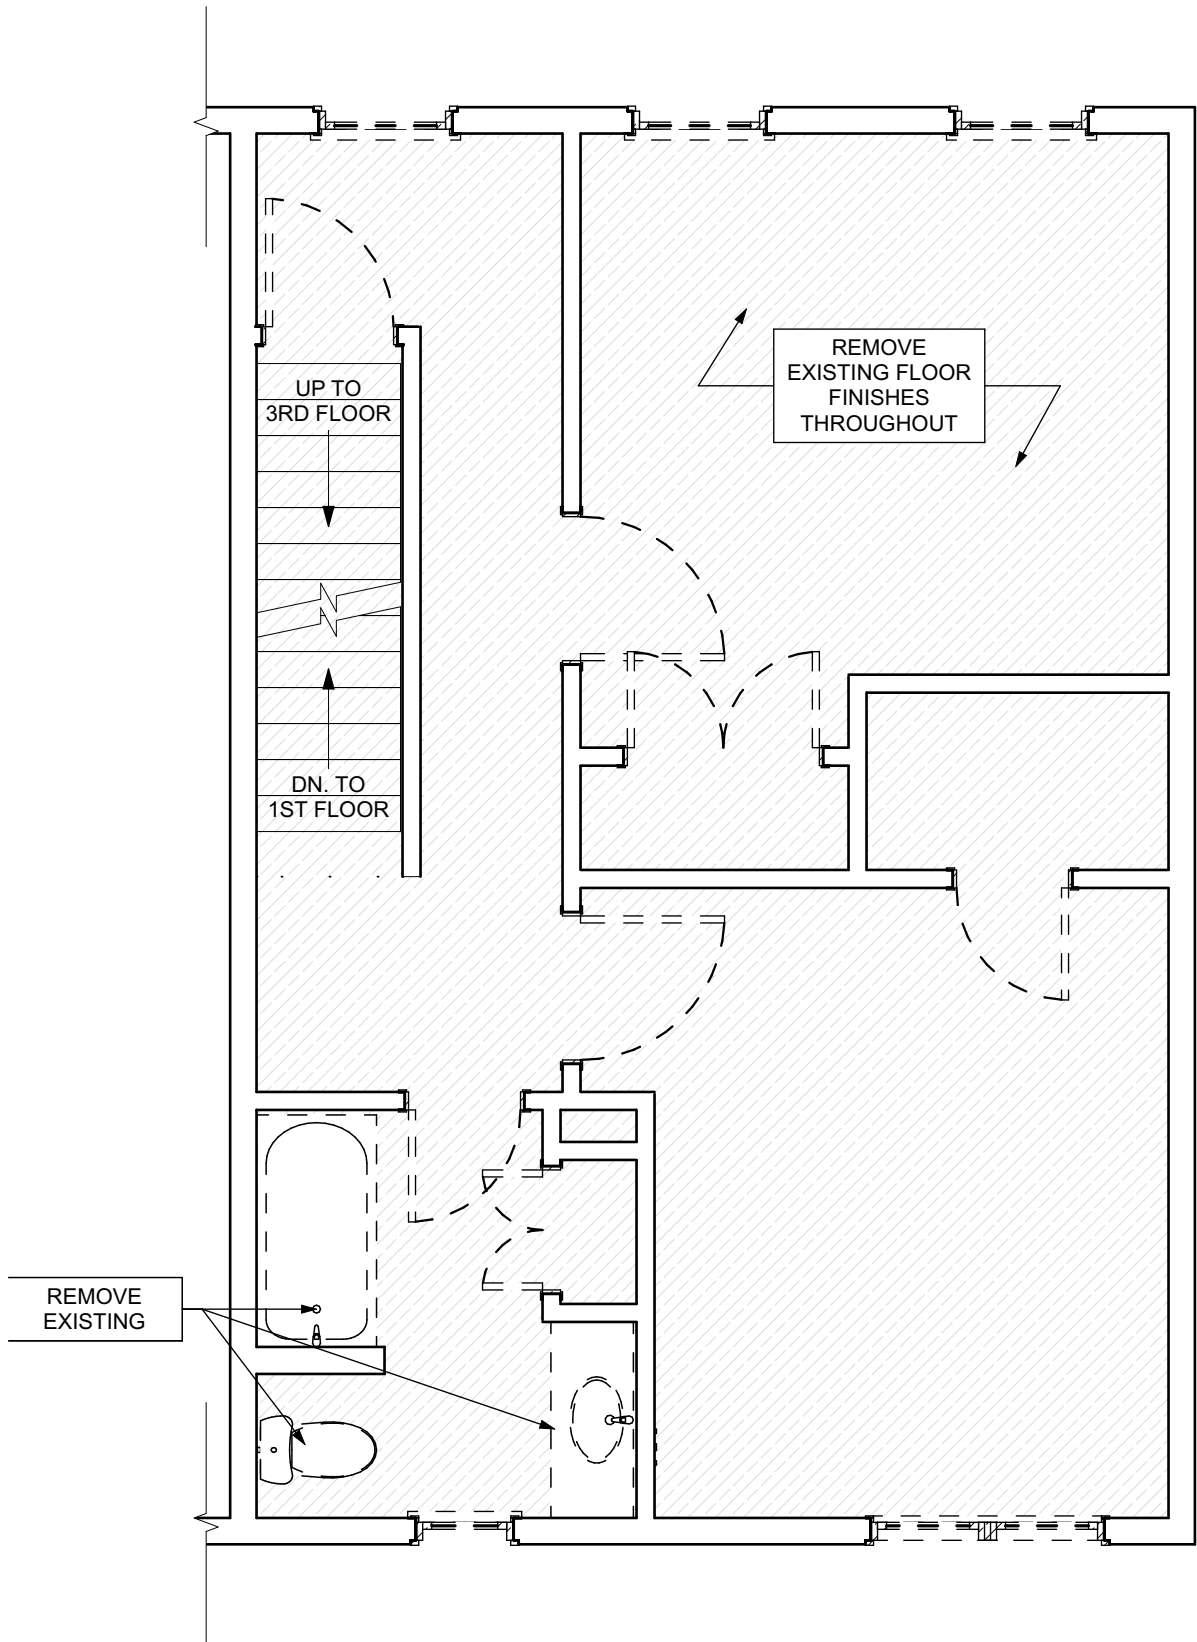 REMOVE
EXISTING FLOOR
FINISHES
THROUGHOUT
UP TO
3RD FLOOR
DN. TO
1ST FLOOR
REMOVE
EXISTING